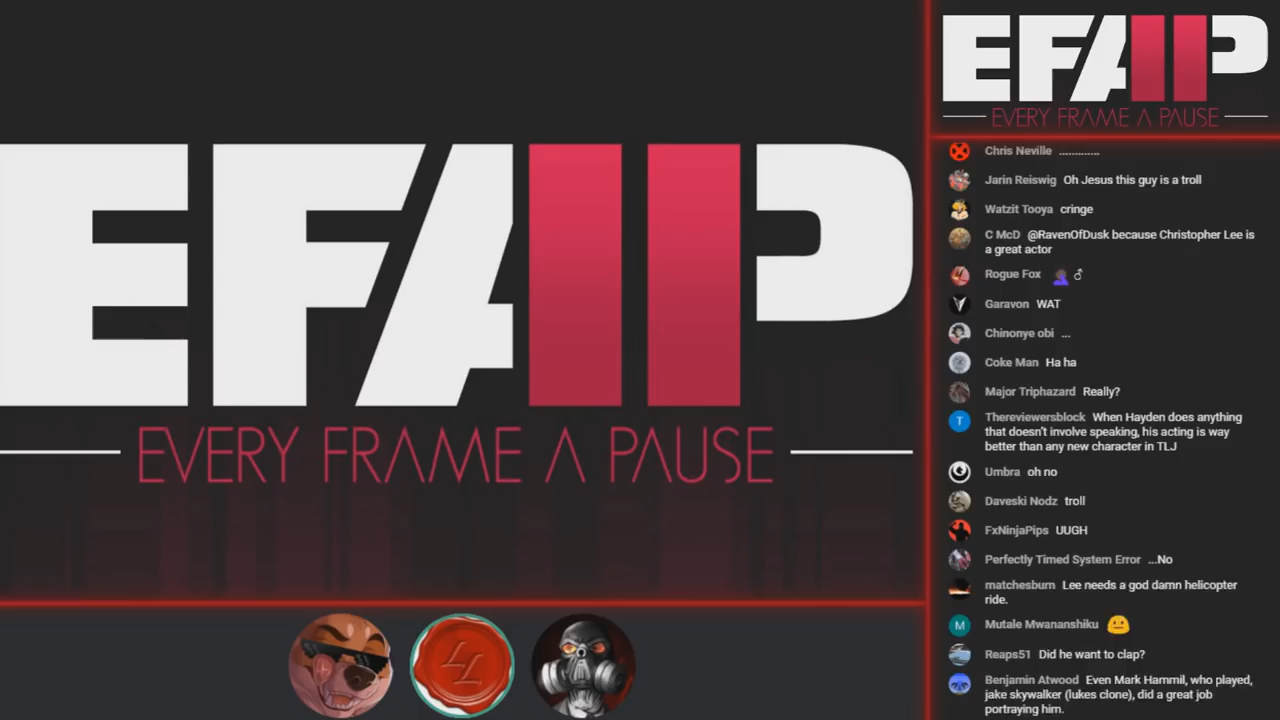 EFAP
EVERY FRAME A PAUSE
LL
EFAP
EVERY FRAME A PAUSE
Chris Neville .............
Jarin Reiswig Oh Jesus this guy is a troll
Watzit Tooya cringe
C McD @RavenOfDusk because Christopher Lee is
a great actor
Rogue Fox 🤦🏿 ♂
Garavon WAT
Chinonye obi ...
Coke Man Ha ha
Major Triphazard Really?
T
Thereviewersblock When Hayden does anything
that doesn't involve speaking, his acting is way
better than any new character in TLJ
Umbra oh no
Daveski Nodz troll
FxNinjaPips UUGH
Perfectly Timed System Error ...No
matchesburn Lee needs a god damn helicopter
ride.
M
Mutale Mwananshiku 😐
Reaps51 Did he want to clap?
Benjamin Atwood Even Mark Hammil, who played,
jake skywalker (lukes clone), did a great job
portraying him.